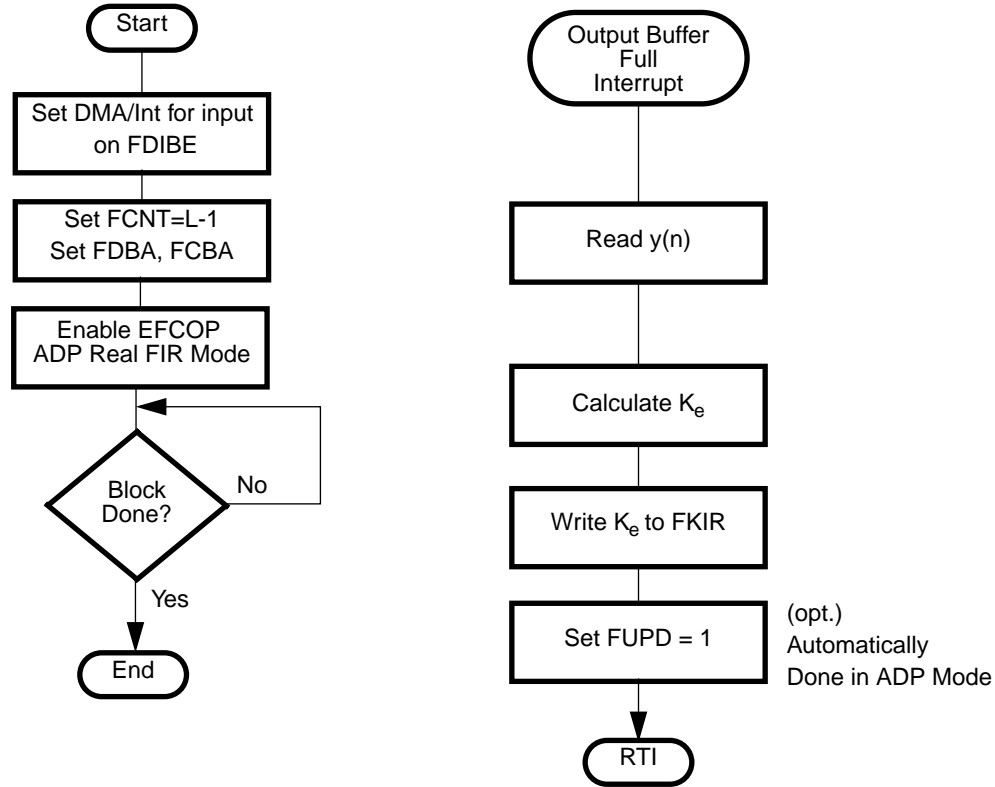 Start
Set DMA/Int for input
on FDIBE
Set FCNT=L-1
Set FDBA, FCBA
Enable EFCOP
ADP Real FIR Mode
Block
Done?
No
Yes
End
Output Buffer
Full
Interrupt
Read y(n)
Calculate Ke
Write Ke to FKIR
Set FUPD = 1
(opt.)
Automatically
Done in ADP Mode
RTI